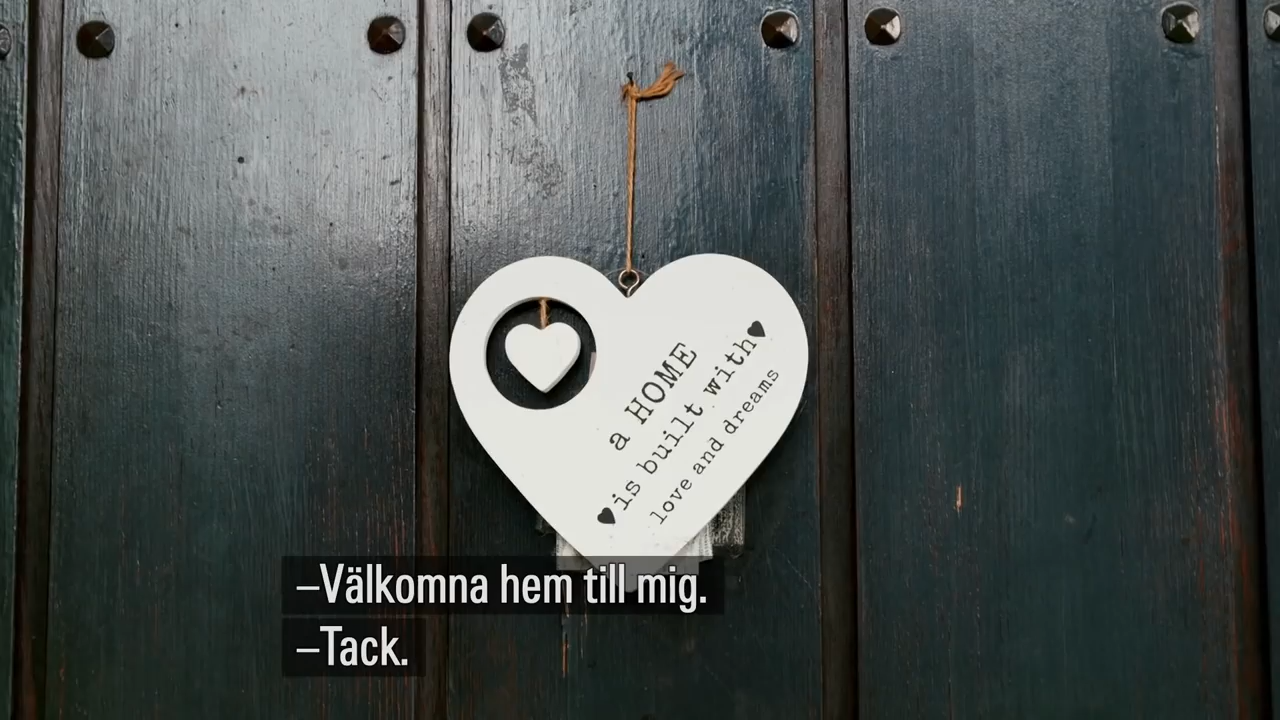 a HOME
is built with
love and dreams
–Välkomna hem till mig.
–Tack.